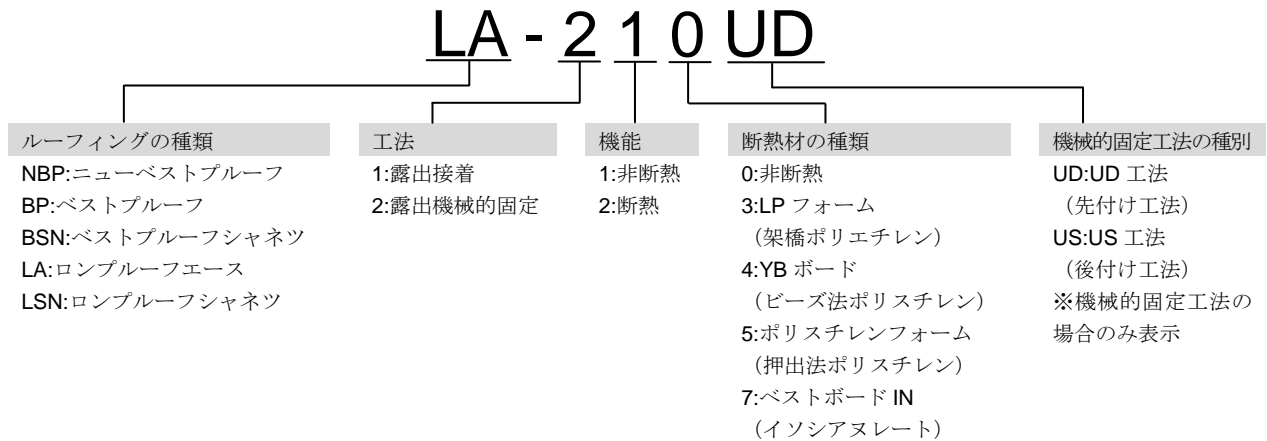 LA - 2 1 0 UD
ルーフィングの種類
NBP:ニューベストプルーフ
BP:ベストプルーフ
BSN:ベストプルーフシャネツ
LA:ロンプルーフエース
LSN:ロンプルーフシャネツ
工法
1:露出接着
2:露出機械的固定
機能
1:非断熱
2:断熱
断熱材の種類
0:非断熱
3:LP フォーム
（架橋ポリエチレン）
4:YB ボード
（ビーズ法ポリスチレン）
5:ポリスチレンフォーム
（押出法ポリスチレン）
7:ベストボード IN
（イソシアヌレート）
機械的固定工法の種別
UD:UD 工法
（先付け工法）
US:US 工法
（後付け工法）
※機械的固定工法の
場合のみ表示